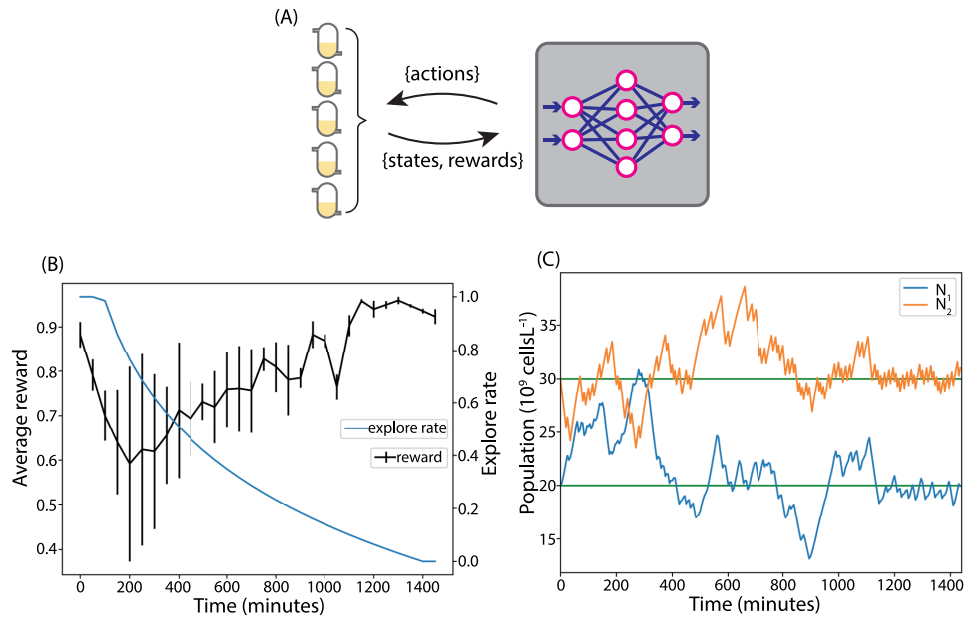 (A)
{actions}
{states, rewards}
(B)
Average reward
0.9
0.8
0.7
0.6
0.5
0.4
1.0
0.8
0.6
0.4
0.2
0.0
Explore rate
explore rate
reward
0
200
400
600
800
1000
1200
1400
Time (minutes)
(C)
N₁
N₂
Population (10⁹ cellsL⁻¹)
35
30
25
20
15
0
200
400
600
800
1000
1200
1400
Time (minutes)